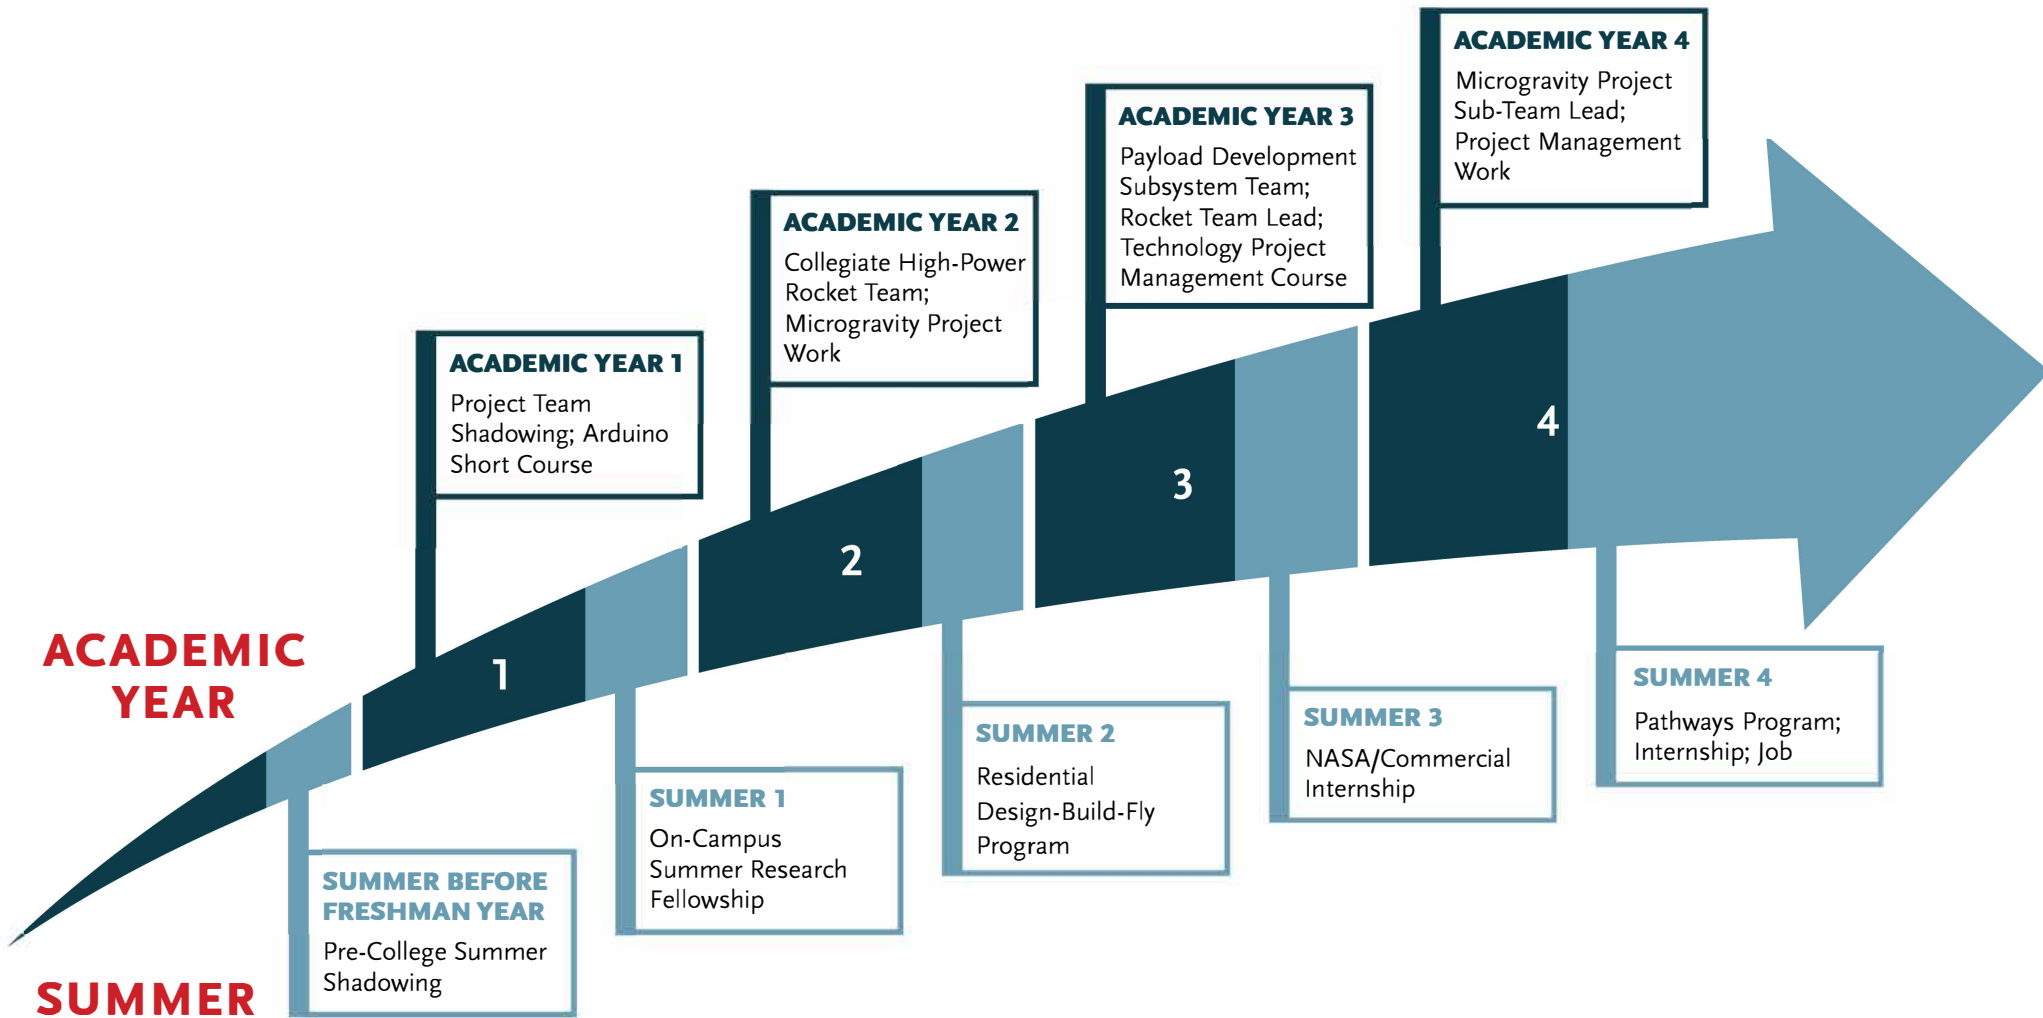 ACADEMIC YEAR 4
Microgravity Project
Sub-Team Lead;
Project Management
Work
ACADEMIC YEAR 3
Payload Development
Subsystem Team;
Rocket Team Lead;
Technology Project
Management Course
ACADEMIC YEAR 2
Collegiate High-Power
Rocket Team;
Microgravity Project
Work
ACADEMIC YEAR 1
Project Team
Shadowing; Arduino
Short Course
ACADEMIC
YEAR
1
2
3
4
SUMMER
SUMMER BEFORE
FRESHMAN YEAR
Pre-College Summer
Shadowing
SUMMER 1
On-Campus
Summer Research
Fellowship
SUMMER 2
Residential
Design-Build-Fly
Program
SUMMER 3
NASA/Commercial
Internship
SUMMER 4
Pathways Program;
Internship; Job